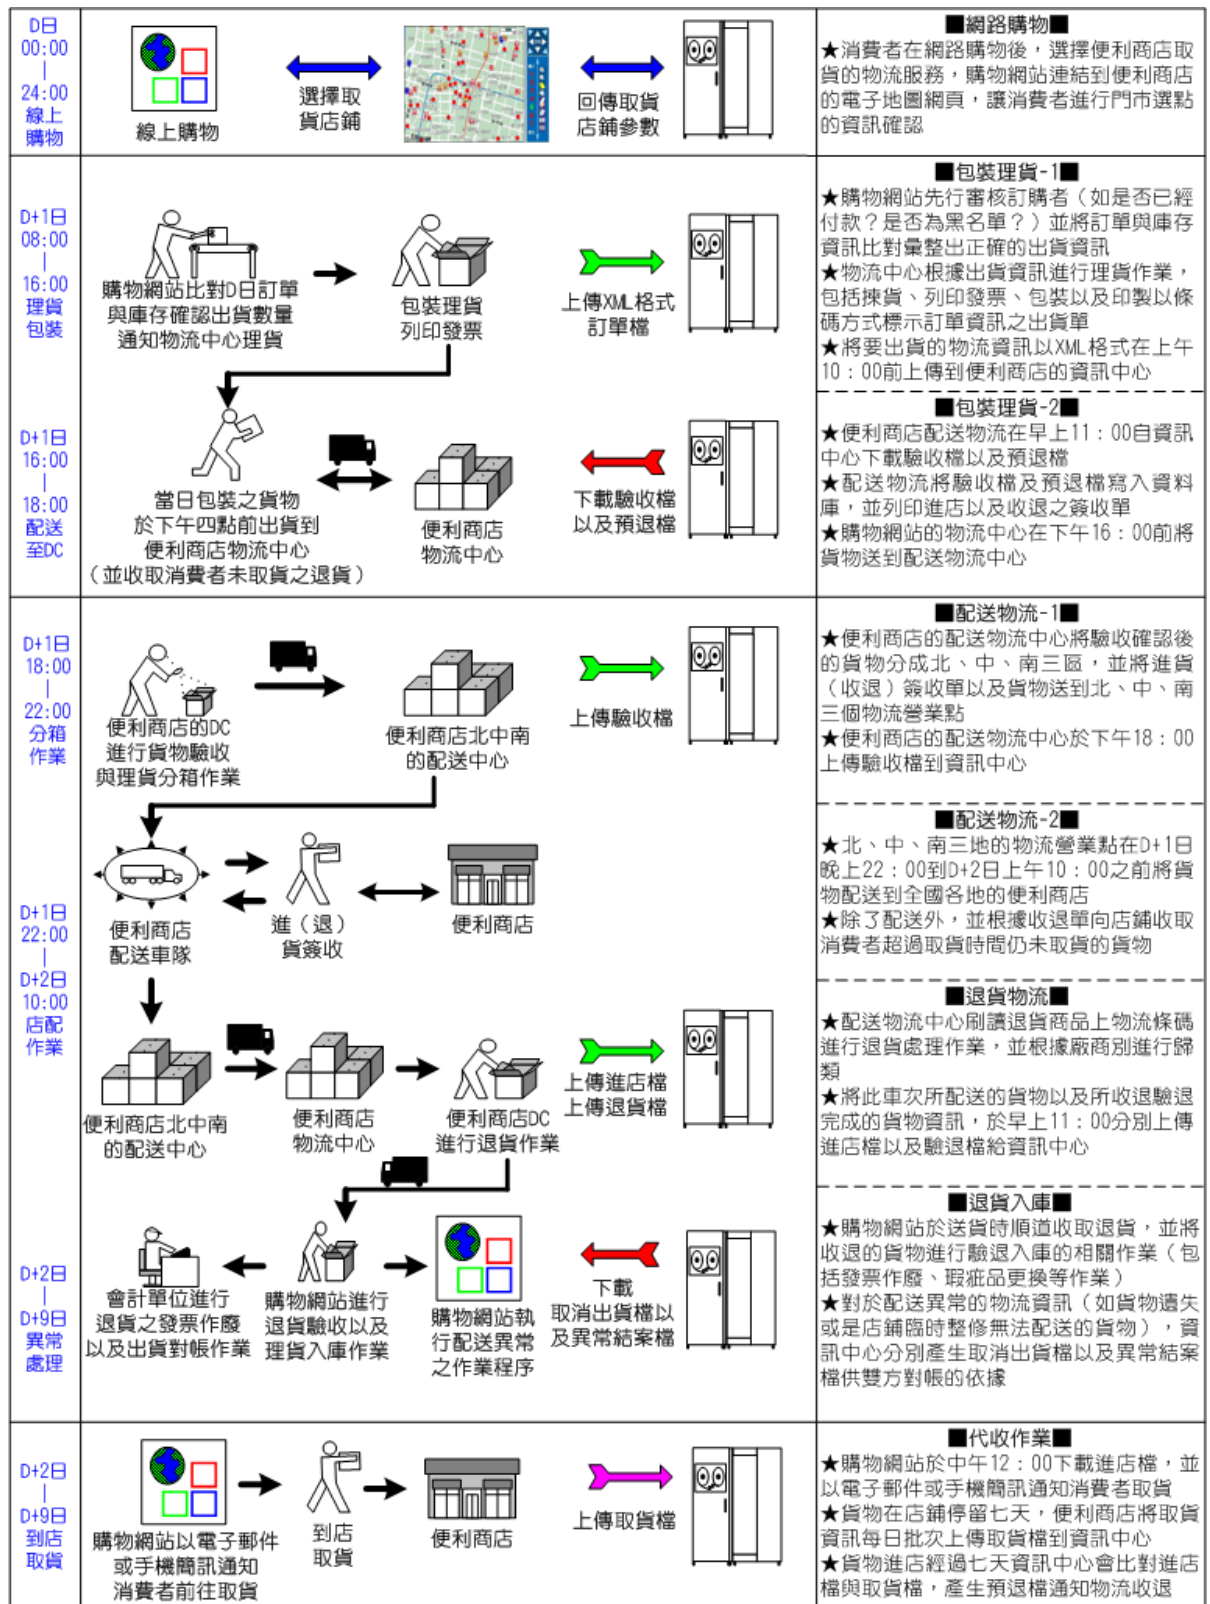 D日
00:00
|
24:00
線上
購物
線上購物
選擇取
貨店鋪
回傳取貨
店鋪參數
■網路購物■
★消費者在網路購物後，選擇便利商店取
貨的物流服務，購物網站連結到便利商店
的電子地圖網頁，讓消費者進行門市選點
的資訊確認
D+1日
08:00
|
16:00
理貨
包裝
購物網站比對D日訂單
與庫存確認出貨數量
通知物流中心理貨
包裝理貨
列印發票
上傳XML格式
訂單檔
■包裝理貨-1■
★購物網站先行審核訂購者（如是否已經
付款？是否為黑名單？）並將訂單與庫存
資訊比對彙整出正確的出貨資訊
★物流中心根據出貨資訊進行理貨作業，
包括揀貨、列印發票、包裝以及印製以條
碼方式標示訂單資訊之出貨單
★將要出貨的物流資訊以XML格式在上午
10：00前上傳到便利商店的資訊中心
D+1日
16:00
|
18:00
配送
至DC
當日包裝之貨物
於下午四點前出貨到
便利商店物流中心
（並收取消費者未取貨之退貨）
便利商店
物流中心
下載驗收檔
以及預退檔
■包裝理貨-2■
★便利商店配送物流在早上11：00自資訊
中心下載驗收檔以及預退檔
★配送物流將驗收檔及預退檔寫入資料
庫，並列印進店以及收退之簽收單
★購物網站的物流中心在下午16：00前將
貨物送到配送物流中心
D+1日
18:00
|
22:00
分箱
作業
便利商店的DC
進行貨物驗收
與理貨分箱作業
便利商店北中南
的配送中心
上傳驗收檔
■配送物流-1■
★便利商店的配送物流中心將驗收確認後
的貨物分成北、中、南三區，並將進貨
（收退）簽收單以及貨物送到北、中、南
三個物流營業點
★便利商店的配送物流中心於下午18：00
上傳驗收檔到資訊中心
D+1日
22:00
|
D+2日
10:00
店配
作業
便利商店
配送車隊
進（退）
貨簽收
便利商店
■配送物流-2■
★北、中、南三地的物流營業點在D+1日
晚上22：00到D+2日上午10：00之前將貨
物配送到全國各地的便利商店
★除了配送外，並根據收退單向店鋪收取
消費者超過取貨時間仍未取貨的貨物
便利商店北中南
的配送中心
便利商店
物流中心
便利商店DC
進行退貨作業
上傳進店檔
上傳退貨檔
■退貨物流■
★配送物流中心刷讀退貨商品上物流條碼
進行退貨處理作業，並根據廠商別進行歸
類
★將此車次所配送的貨物以及所收退驗退
完成的貨物資訊，於早上11：00分別上傳
進店檔以及驗退檔給資訊中心
D+2日
|
D+9日
異常
處理
會計單位進行
退貨之發票作廢
以及出貨對帳作業
購物網站進行
退貨驗收以及
理貨入庫作業
購物網站執
行配送異常
之作業程序
下載
取消出貨檔以
及異常結案檔
■退貨入庫■
★購物網站於送貨時順道收取退貨，並將
收退的貨物進行驗退入庫的相關作業（包
括發票作廢、瑕疵品更換等作業）
★對於配送異常的物流資訊（如貨物遺失
或是店鋪臨時整修無法配送的貨物），資
訊中心分別產生取消出貨檔以及異常結案
檔供雙方對帳的依據
D+2日
|
D+9日
到店
取貨
購物網站以電子郵件
或手機簡訊通知
消費者前往取貨
到店
取貨
便利商店
上傳取貨檔
■代收作業■
★購物網站於中午12：00下載進店檔，並
以電子郵件或手機簡訊通知消費者取貨
★貨物在店鋪停留七天，便利商店將取貨
資訊每日批次上傳取貨檔到資訊中心
★貨物進店經過七天資訊中心會比對進店
檔與取貨檔，產生預退檔通知物流收退